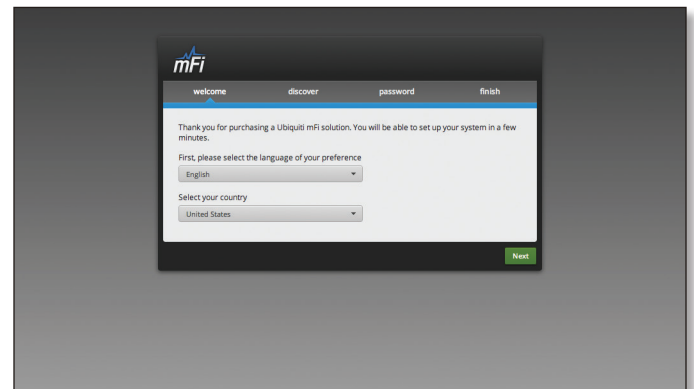 mFi
welcome discover password finish
Thank you for purchasing a Ubiquiti mFi solution. You will be able to set up your system in a few
minutes.
First, please select the language of your preference
English
Select your country
United States
Next